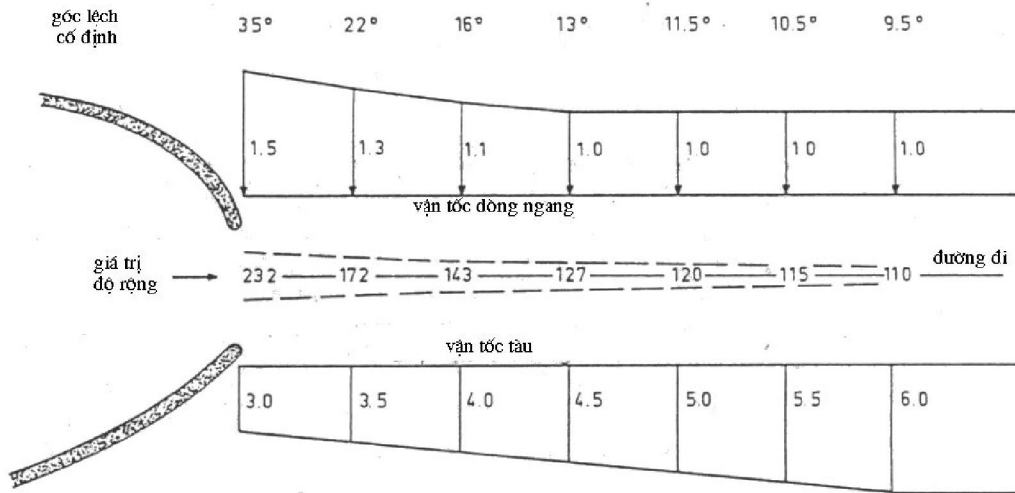 góc lệch
cố định
35° 22° 16° 13° 11.5° 10.5° 9.5°
1.5 1.3 1.1 1.0 1.0 1 0 1.0
vận tốc dòng ngang
giá trị
độ rộng
232 172 143 127 120 115 110
đường đi
vận tốc tàu
3.0 3.5 4.0 4.5 5.0 5.5 6.0